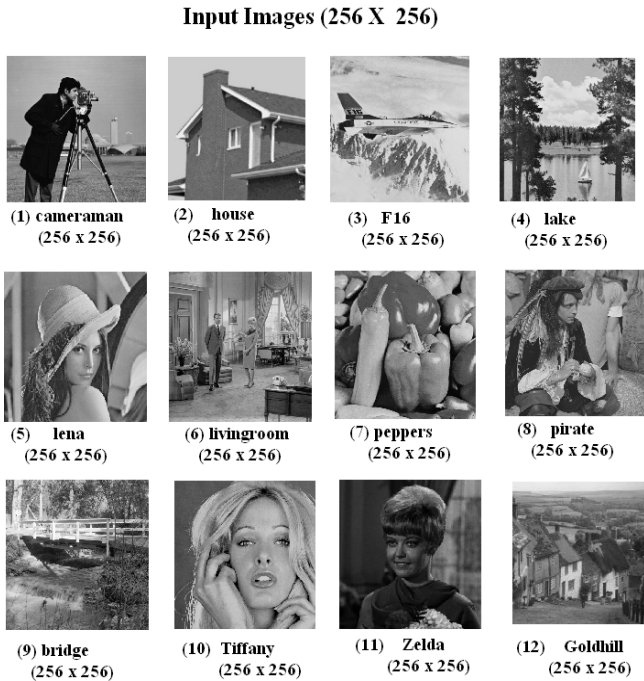 Input Images (256 X 256)
(1) cameraman
(256 x 256)
(2) house
(256 x 256)
(3) F16
(256 x 256)
(4) lake
(256 x 256)
(5) lena
(256 x 256)
(6) livingroom
(256 x 256)
(7) peppers
(256 x 256)
(8) pirate
(256 x 256)
(9) bridge
(256 x 256)
(10) Tiffany
(256 x 256)
(11) Zelda
(256 x 256)
(12) Goldhill
(256 x 256)